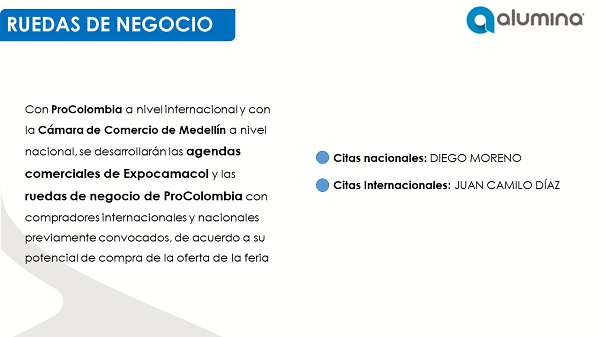 RUEDAS DE NEGOCIO
alumina
Con ProColombia a nivel internacional y con
la Cámara de Comercio de Medellín a nivel
nacional, se desarrollarán las agendas
comerciales de Expocamacol y las
ruedas de negocio de ProColombia con
compradores internacionales y nacionales
previamente convocados, de acuerdo a su
potencial de compra de la oferta de la feria
Citas nacionales: DIEGO MORENO
Citas Internacionales: JUAN CAMILO DÍAZ